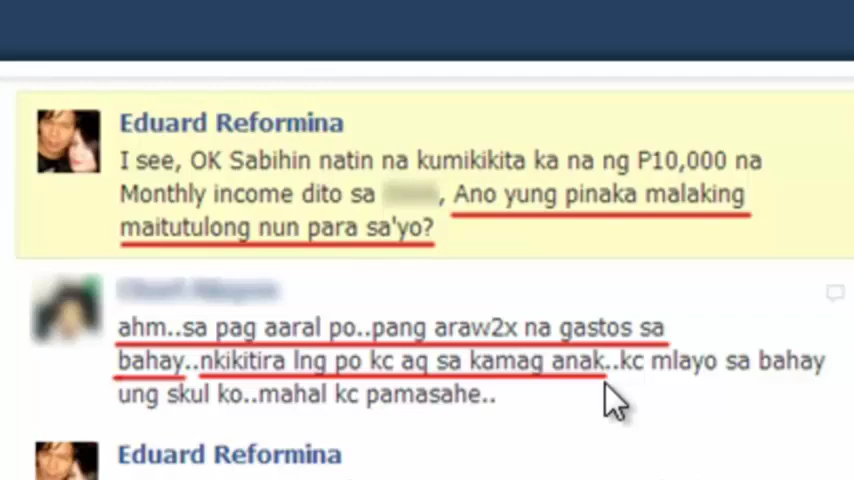 Eduard Reformina
I see, OK Sabihin natin na kumikikita ka na ng P10,000 na
Monthly income dito sa , Ano yung pinaka malaking
maitutulong nun para sa'yo?
ahm..sa pag aaral po..pang araw2x na gastos sa
bahay..nkikitira lng po kc aq sa kamag anak..kc mlayo sa bahay
ung skul ko..mahal kc pamasahe..
Eduard Reformina